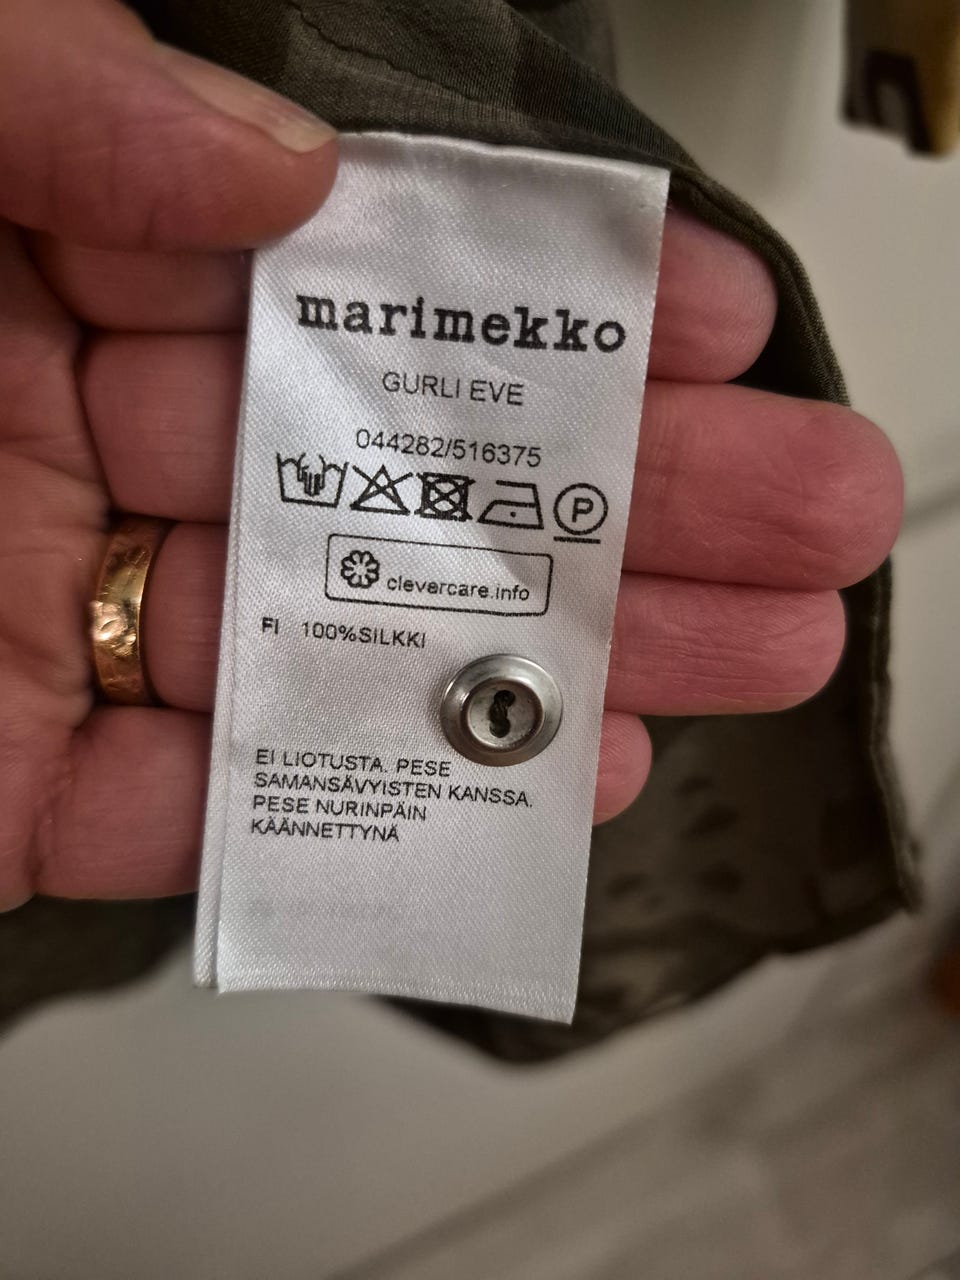 marimekko
GURLI EVE
044282/516375
P
clevercare.info
FI 100%SILKKI
EI LIOTUSTA. PESE
SAMANSÄVYISTEN KANSSA.
PESE NURINPÄIN
KÄÄNNETTYNÄ